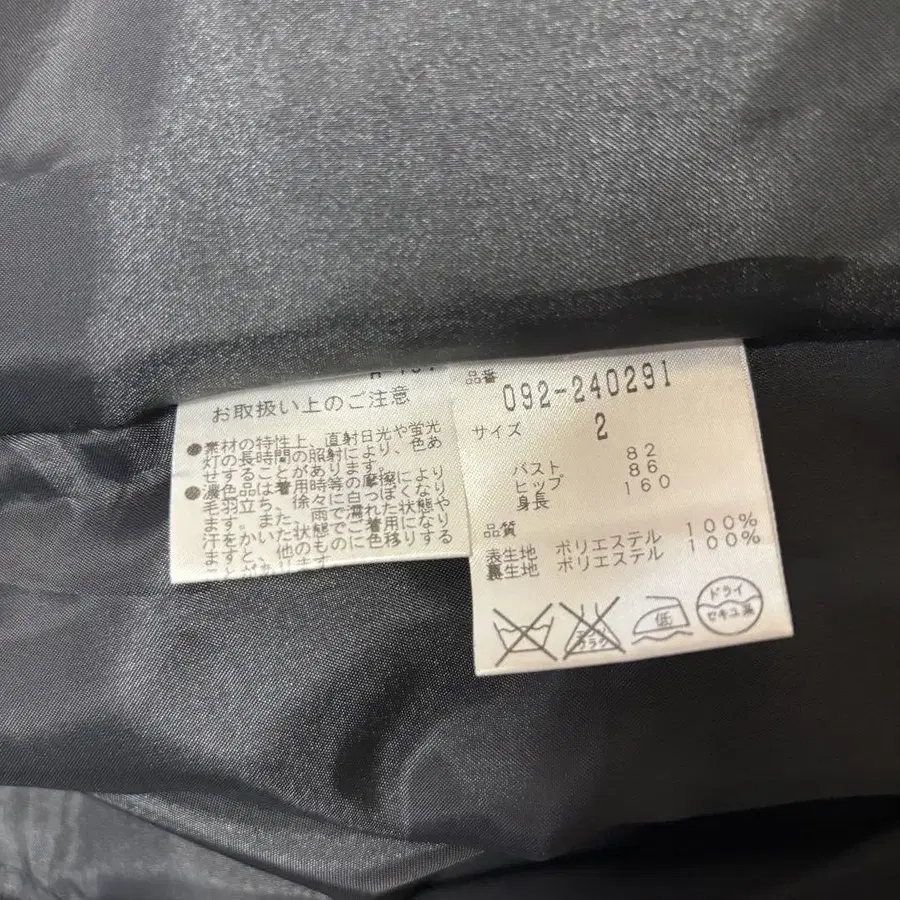 お取扱い上のご注意
●素材の特性上、直射日光や蛍光
灯の長時間の照射により、色あ
せすることがあります。
●濃色品は着用時等の摩擦により
毛羽立ち、徐々に白っぽくなり
ます。また、雨で濡れた状態や
汗をかいた状態でご着用になり
ますと、他のものに色移りする
品番
092-240291
サイズ 2
バスト 82
ヒップ 86
身長 160
品質
表生地 ポリエステル 100%
裏生地 ポリエステル 100%
低
ドライ
セキユ系